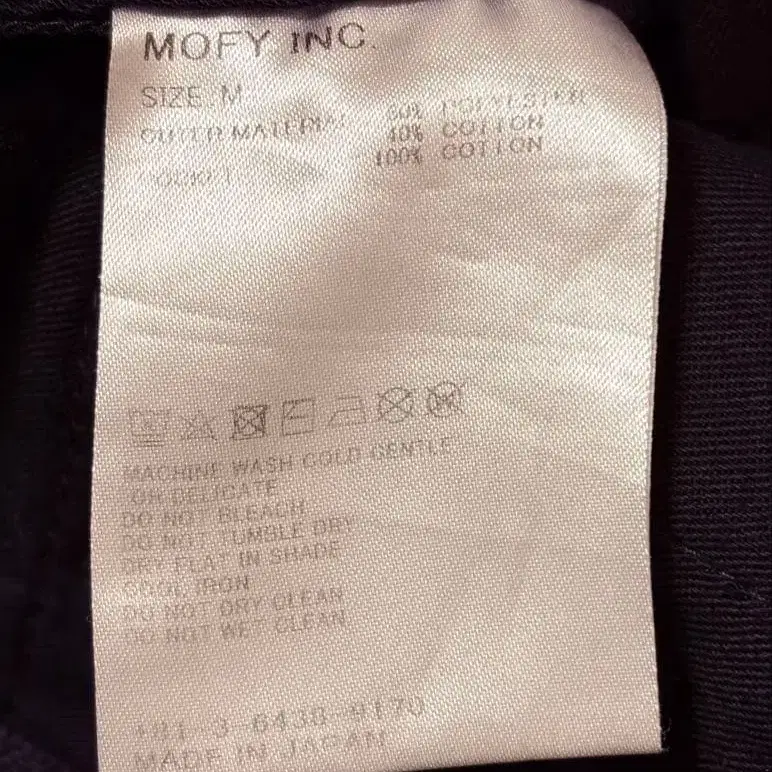 MOFY INC.
SIZE M
OUTER MATERIAL 60% POLYESTER
40% COTTON
POCKET 100% COTTON
MACHINE WASH COLD GENTLE
OR DELICATE
DO NOT BLEACH
DO NOT TUMBLE DRY
DRY FLAT IN SHADE
COOL IRON
DO NOT DRY CLEAN
DO NOT WET CLEAN
+81-3-6438-9170
MADE IN JAPAN